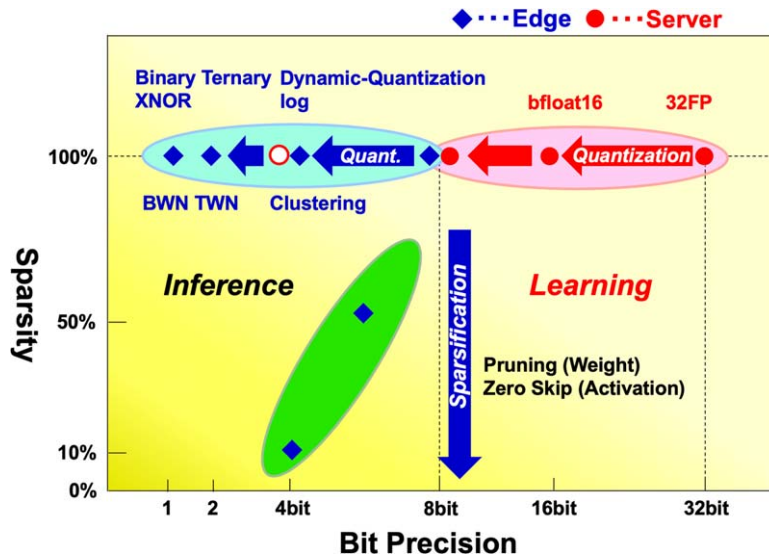 Edge Server
Binary Ternary Dynamic-Quantization
XNOR log
bfloat16 32FP
100%
Quant.
Quantization
BWN TWN Clustering
Inference
Learning
Sparsity
50%
Sparsification
Pruning (Weight)
Zero Skip (Activation)
10%
0%
1 2 4bit 8bit 16bit 32bit
Bit Precision